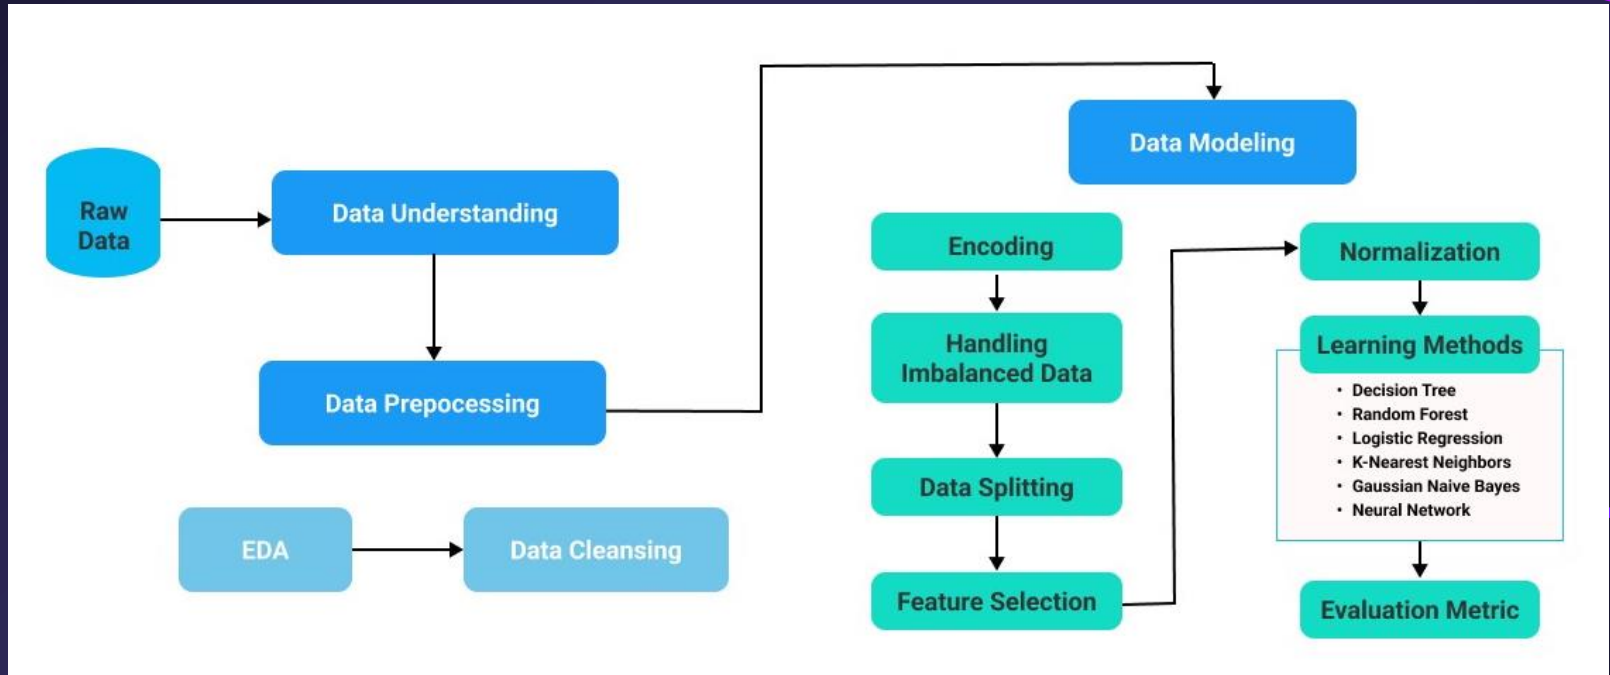 Raw
Data
Data Understanding
Data Prepocessing
EDA
Data Cleansing
Data Modeling
Encoding
Handling
Imbalanced Data
Data Splitting
Feature Selection
Normalization
Learning Methods
• Decision Tree
• Random Forest
• Logistic Regression
• K-Nearest Neighbors
• Gaussian Naive Bayes
• Neural Network
Evaluation Metric